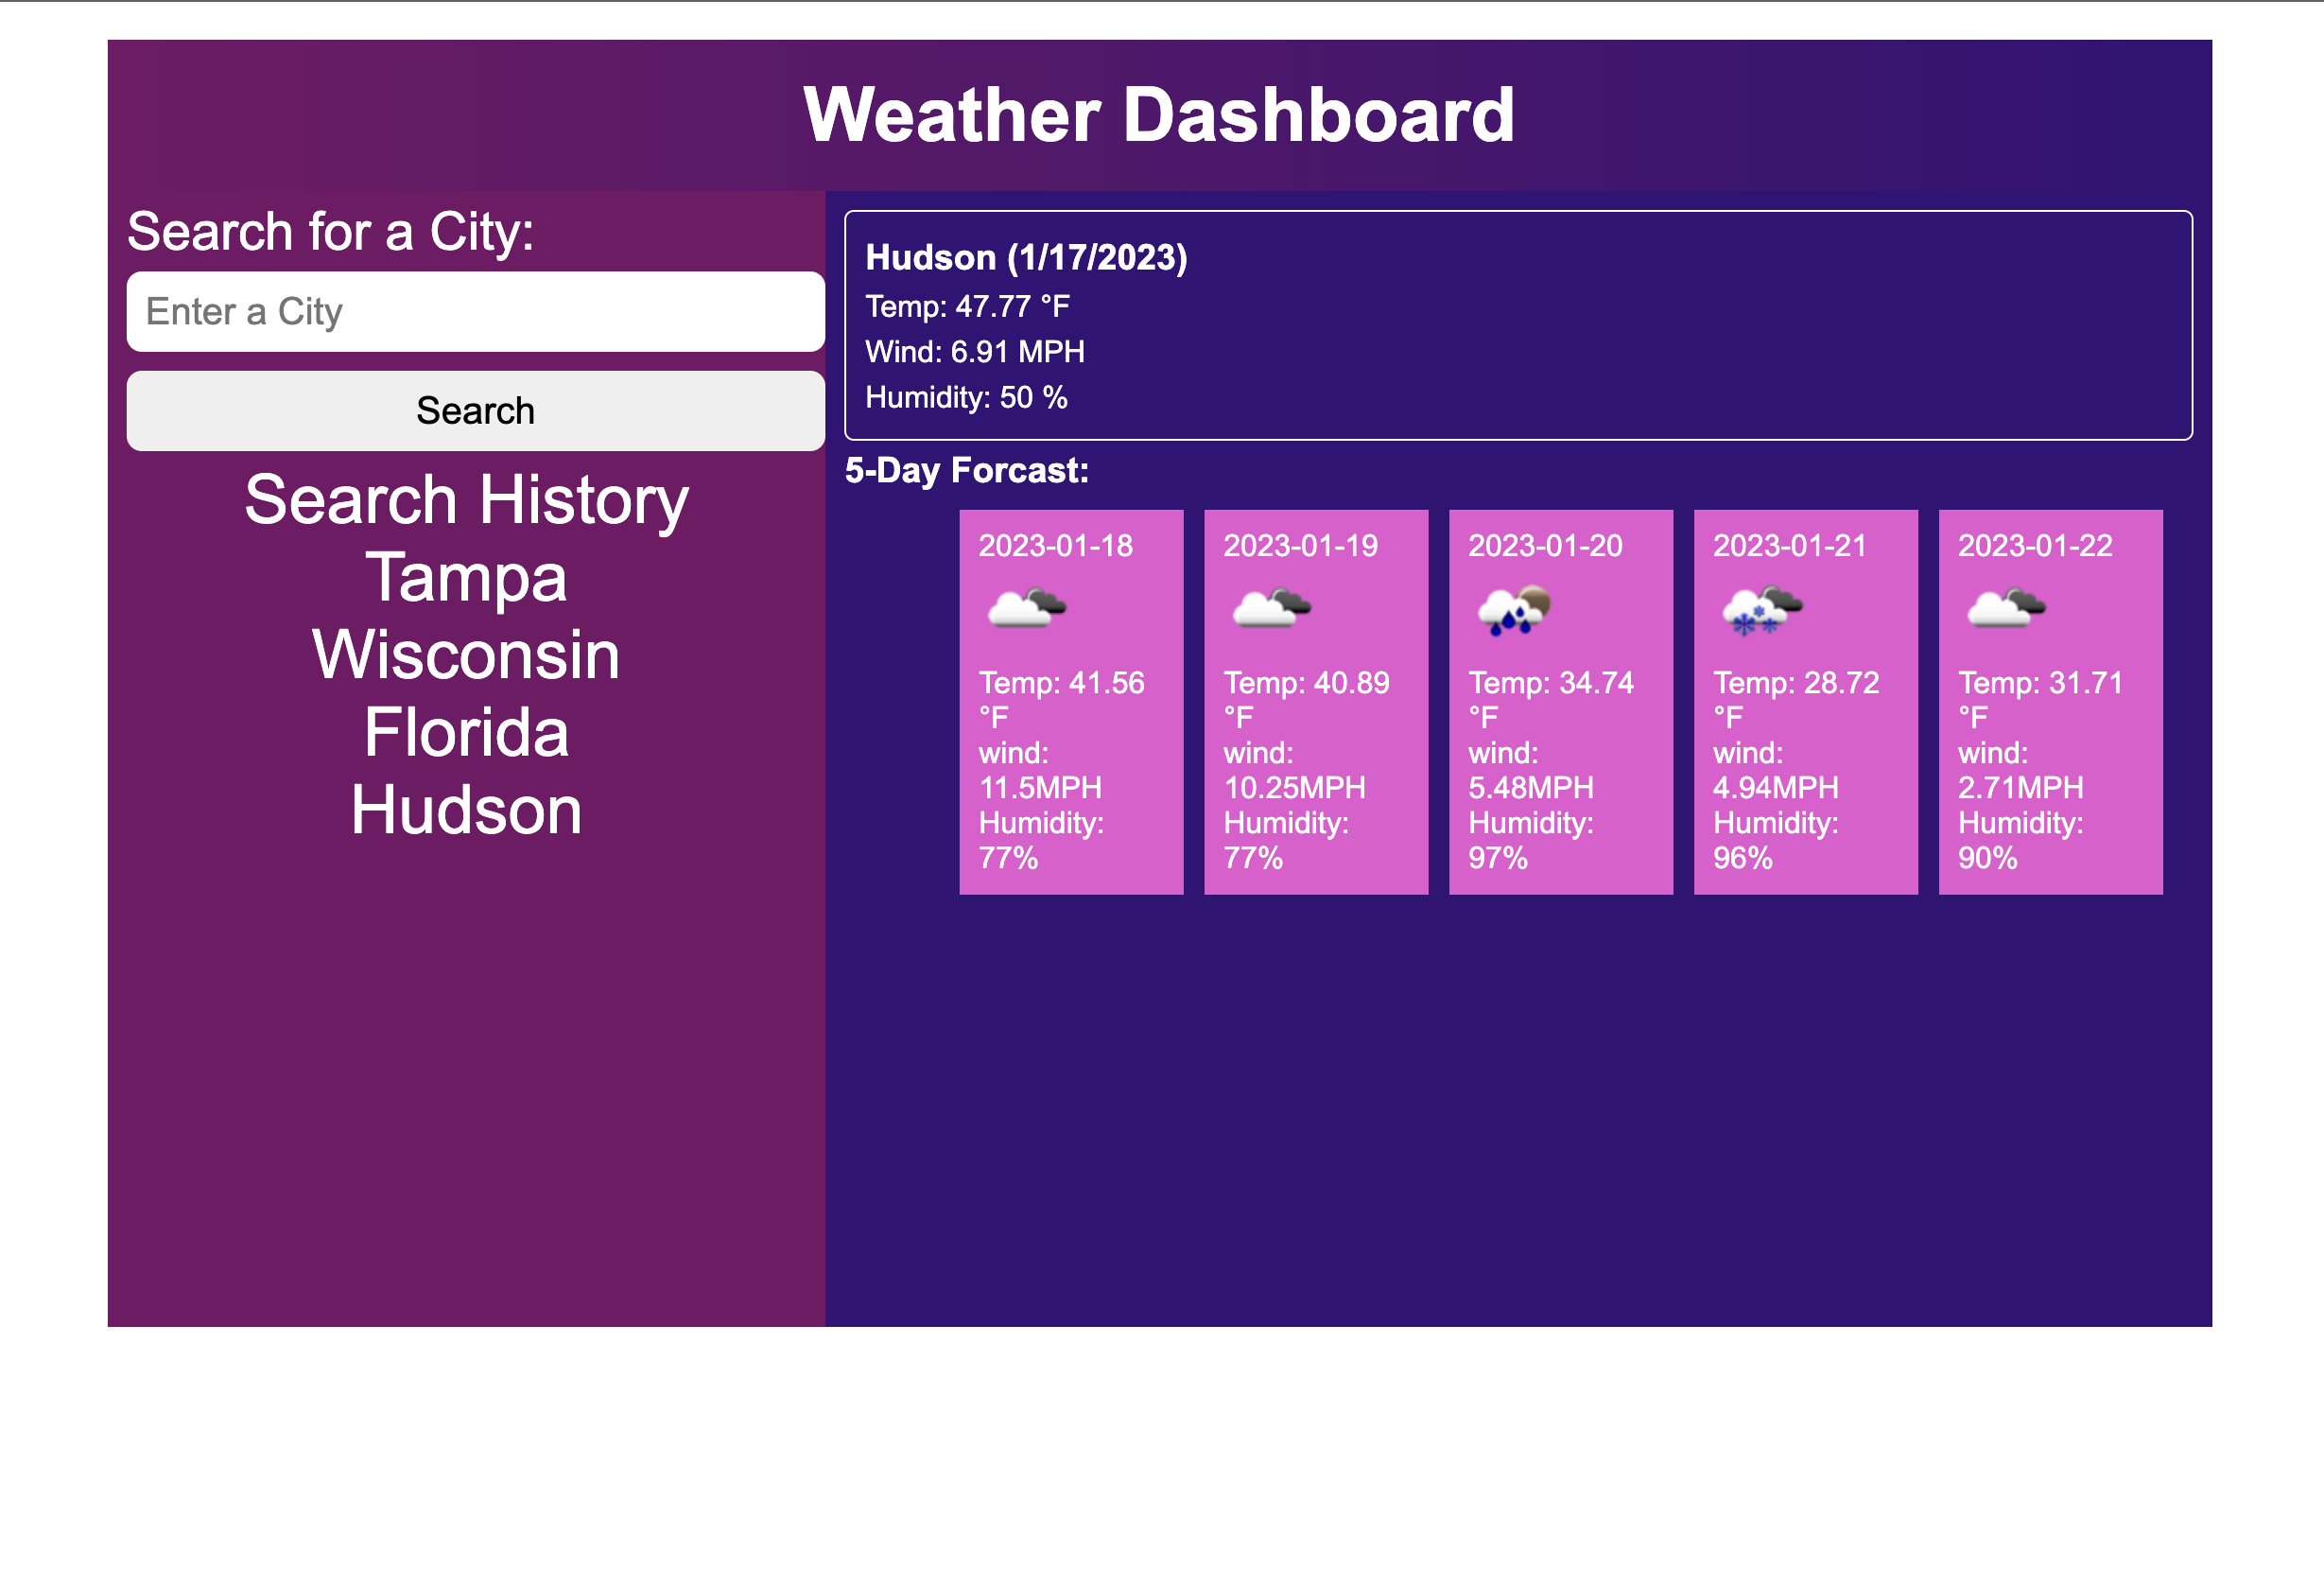 Weather Dashboard
Search for a City:
Enter a City
Search
Search History
Tampa
Wisconsin
Florida
Hudson
Hudson (1/17/2023)
Temp: 47.77 °F
Wind: 6.91 MPH
Humidity: 50 %
5-Day Forcast:
2023-01-18
Temp: 41.56
°F
wind:
11.5MPH
Humidity:
77%
2023-01-19
Temp: 40.89
°F
wind:
10.25MPH
Humidity:
77%
2023-01-20
Temp: 34.74
°F
wind:
5.48MPH
Humidity:
97%
2023-01-21
Temp: 28.72
°F
wind:
4.94MPH
Humidity:
96%
2023-01-22
Temp: 31.71
°F
wind:
2.71MPH
Humidity:
90%